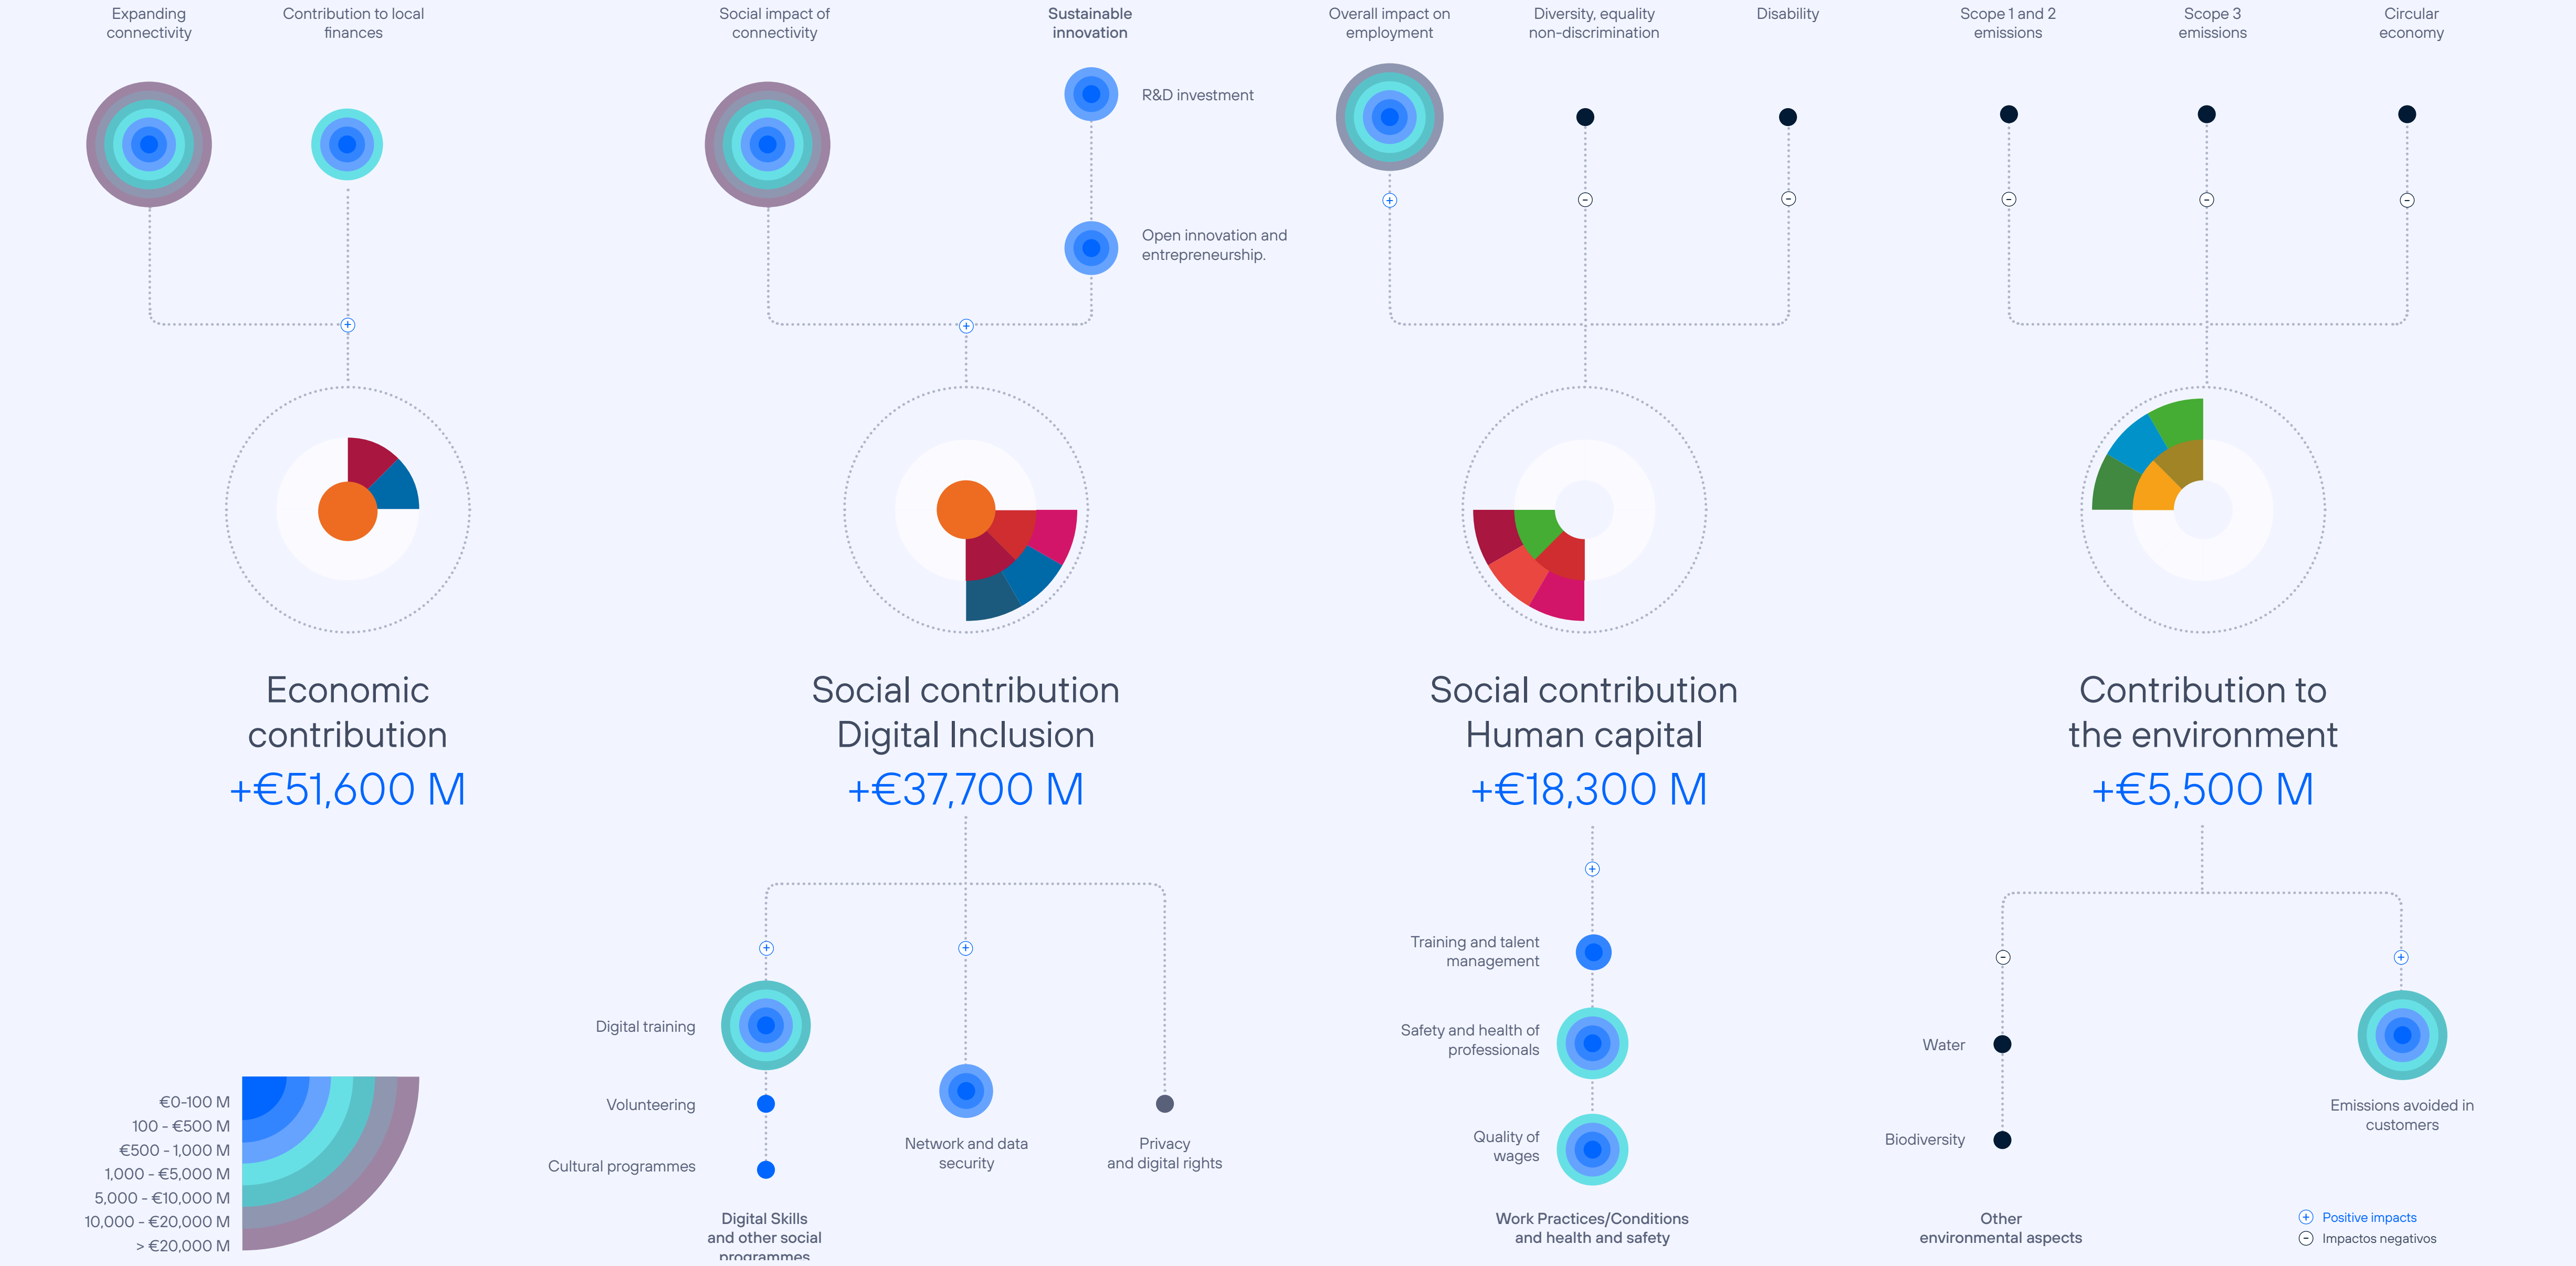 Expanding
connectivity
Contribution to local
finances
Social impact of
connectivity
Sustainable
innovation
R&D investment
Open innovation and
entrepreneurship.
Overall impact on
employment
Diversity, equality
non-discrimination
Disability
Scope 1 and 2
emissions
Scope 3
emissions
Circular
economy
Economic
contribution
+€51,600 M
Social contribution
Digital Inclusion
+€37,700 M
Social contribution
Human capital
+€18,300 M
Contribution to
the environment
+€5,500 M
€0-100 M
100 - €500 M
€500 - 1,000 M
1,000 - €5,000 M
5,000 - €10,000 M
10,000 - €20,000 M
> €20,000 M
Digital training
Volunteering
Cultural programmes
Digital Skills
and other social
programmes
Network and data
security
Privacy
and digital rights
Training and talent
management
Safety and health of
professionals
Quality of
wages
Work Practices/Conditions
and health and safety
Water
Biodiversity
Other
environmental aspects
Emissions avoided in
customers
Positive impacts
Impactos negativos